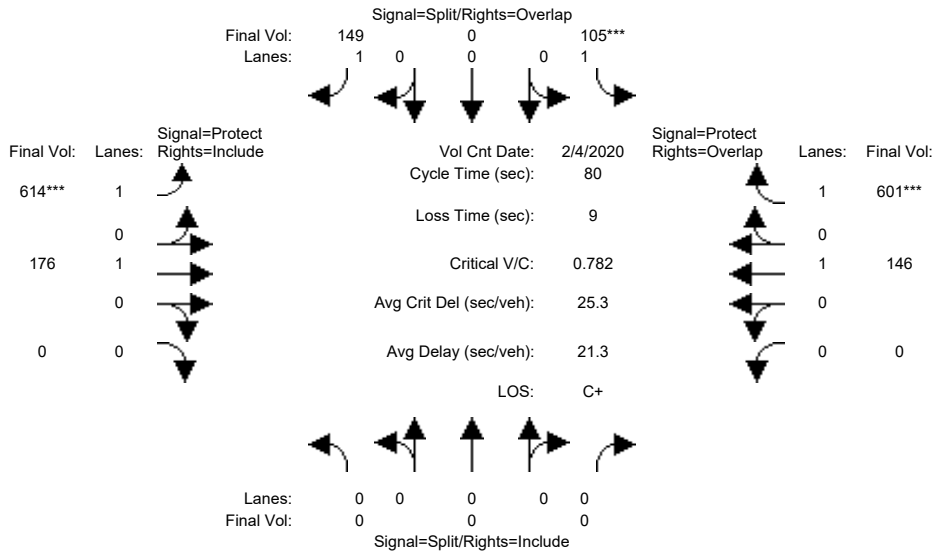 Signal=Split/Rights=Overlap
Final Vol: 149 0 105***
Lanes: 1 0 0 0 1
Signal=Protect
Final Vol: Lanes: Rights=Include
Vol Cnt Date: 2/4/2020
Signal=Protect
Rights=Overlap Lanes: Final Vol:
Cycle Time (sec): 80
614*** 1
1 601***
Loss Time (sec): 9
0
0
176 1
Critical V/C: 0.782
1 146
0
Avg Crit Del (sec/veh): 25.3
0
0 0
Avg Delay (sec/veh): 21.3
0 0
LOS: C+
Lanes: 0 0 0 0 0
Final Vol: 0 0 0
Signal=Split/Rights=Include